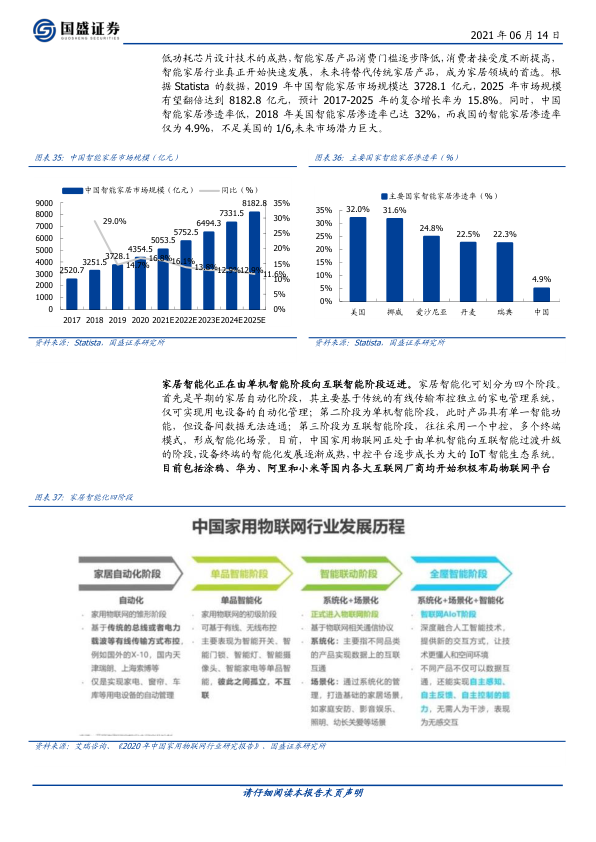 国盛证券
GUOSHENG SECURITIES
2021 年 06 月 14 日
低功耗芯片设计技术的成熟,智能家居产品消费门槛逐步降低,消费者接受度不断提高,
智能家居行业真正开始快速发展，未来将替代传统家居产品，成为家居领域的首选。根
据 Statista 的数据，2019 年中国智能家居市场规模达 3728.1 亿元，2025 年市场规模
有望翻倍达到 8182.8 亿元，预计 2017-2025 年的复合增长率为 15.8%。同时，中国
智能家居渗透率低，2018 年美国智能家居渗透率已达 32%，而我国的智能家居渗透率
仅为 4.9%，不足美国的 1/6,未来市场潜力巨大。
图表 35：中国智能家居市场规模（亿元）
中国智能家居市场规模（亿元）
同比（%）
9000
8000
7000
6000
5000
4000
3000
2000
1000
0
35%
30%
25%
20%
15%
10%
5%
0%
2520.7
3251.5
3728.1
4354.5
5053.5
5752.5
6494.3
7331.5
8182.8
29.0%
14.7%
16.8%
16.1%
13.8%
12.9%
12.9%
11.6%
2017 2018 2019 2020 2021E 2022E 2023E 2024E 2025E
资料来源：Statista，国盛证券研究所
图表 36：主要国家智能家居渗透率（%）
主要国家智能家居渗透率（%）
35%
30%
25%
20%
15%
10%
5%
0%
32.0%
31.6%
24.8%
22.5%
22.3%
4.9%
美国 挪威 爱沙尼亚 丹麦 瑞典 中国
资料来源：Statista，国盛证券研究所
家居智能化正在由单机智能阶段向互联智能阶段迈进。家居智能化可划分为四个阶段。
首先是早期的家居自动化阶段，其主要基于传统的有线传输布控独立的家电管理系统，
仅可实现用电设备的自动化管理；第二阶段为单机智能阶段，此时产品具有单一智能功
能，但设备间数据无法连通；第三阶段为互联智能阶段，往往采用一个中控，多个终端
模式，形成智能化场景。目前，中国家用物联网正处于由单机智能向互联智能过渡升级
的阶段,设备终端的智能化发展逐渐成熟,中控平台逐步成长为大的 IoT 智能生态系统。
目前包括涂鸦、华为、阿里和小米等国内各大互联网厂商均开始积极布局物联网平台
图表 37：家居智能化四阶段
中国家用物联网行业发展历程
家居自动化阶段
自动化
家用物联网的雏形阶段
基于传统的总线或者电力
载波等有线传输方式布控，
例如国外的X-10，国内天
津瑞朗、上海索博等
仅是实现家电、窗帘、车
库等用电设备的自动管理
单品智能阶段
单品智能化
家用物联网的初级阶段
可基于有线、无线布控
主要表现为智能开关、智
能门锁、智能灯、智能摄
像头、智能家电等单品智
能，彼此之间孤立，不互
联
智能联动阶段
系统化+场景化
正式进入物联网阶段
基于物联网相关通信协议
系统化：主要指不同品类
的产品实现数据上的互联
互通
场景化：通过系统化的管
理，打造基础的家居场景，
如家庭安防、影音娱乐、
照明、幼长关爱等场景
全屋智能阶段
系统化+场景化+智能化
智联网AIoT阶段
深度融合人工智能技术，
提供新的交互方式，让技
术更懂人和空间环境
不同产品不仅可以数据互
通，还能实现自主感知、
自主反馈、自主控制的能
力，无需人为干涉，表现
为无感交互
资料来源：艾瑞咨询、《2020 年中国家用物联网行业研究报告》、国盛证券研究所
请仔细阅读本报告末页声明